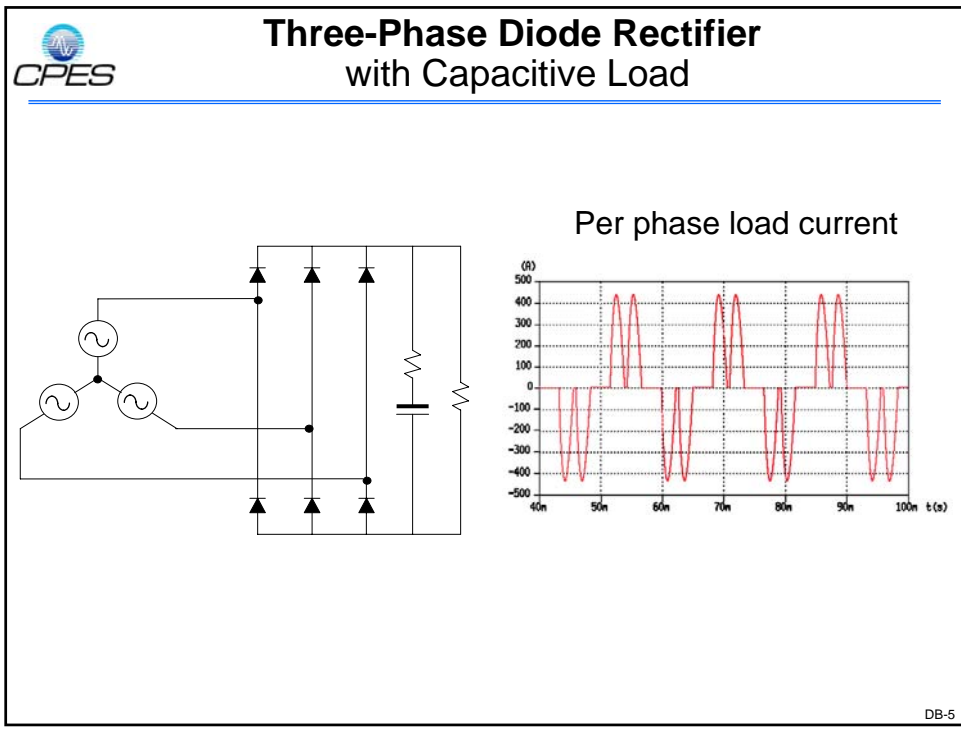 CPES
Three-Phase Diode Rectifier
with Capacitive Load
Per phase load current
(A)
500
400
300
200
100
0
-100
-200
-300
-400
-500
40m 50m 60m 70m 80m 90m 100m t(s)
DB-5